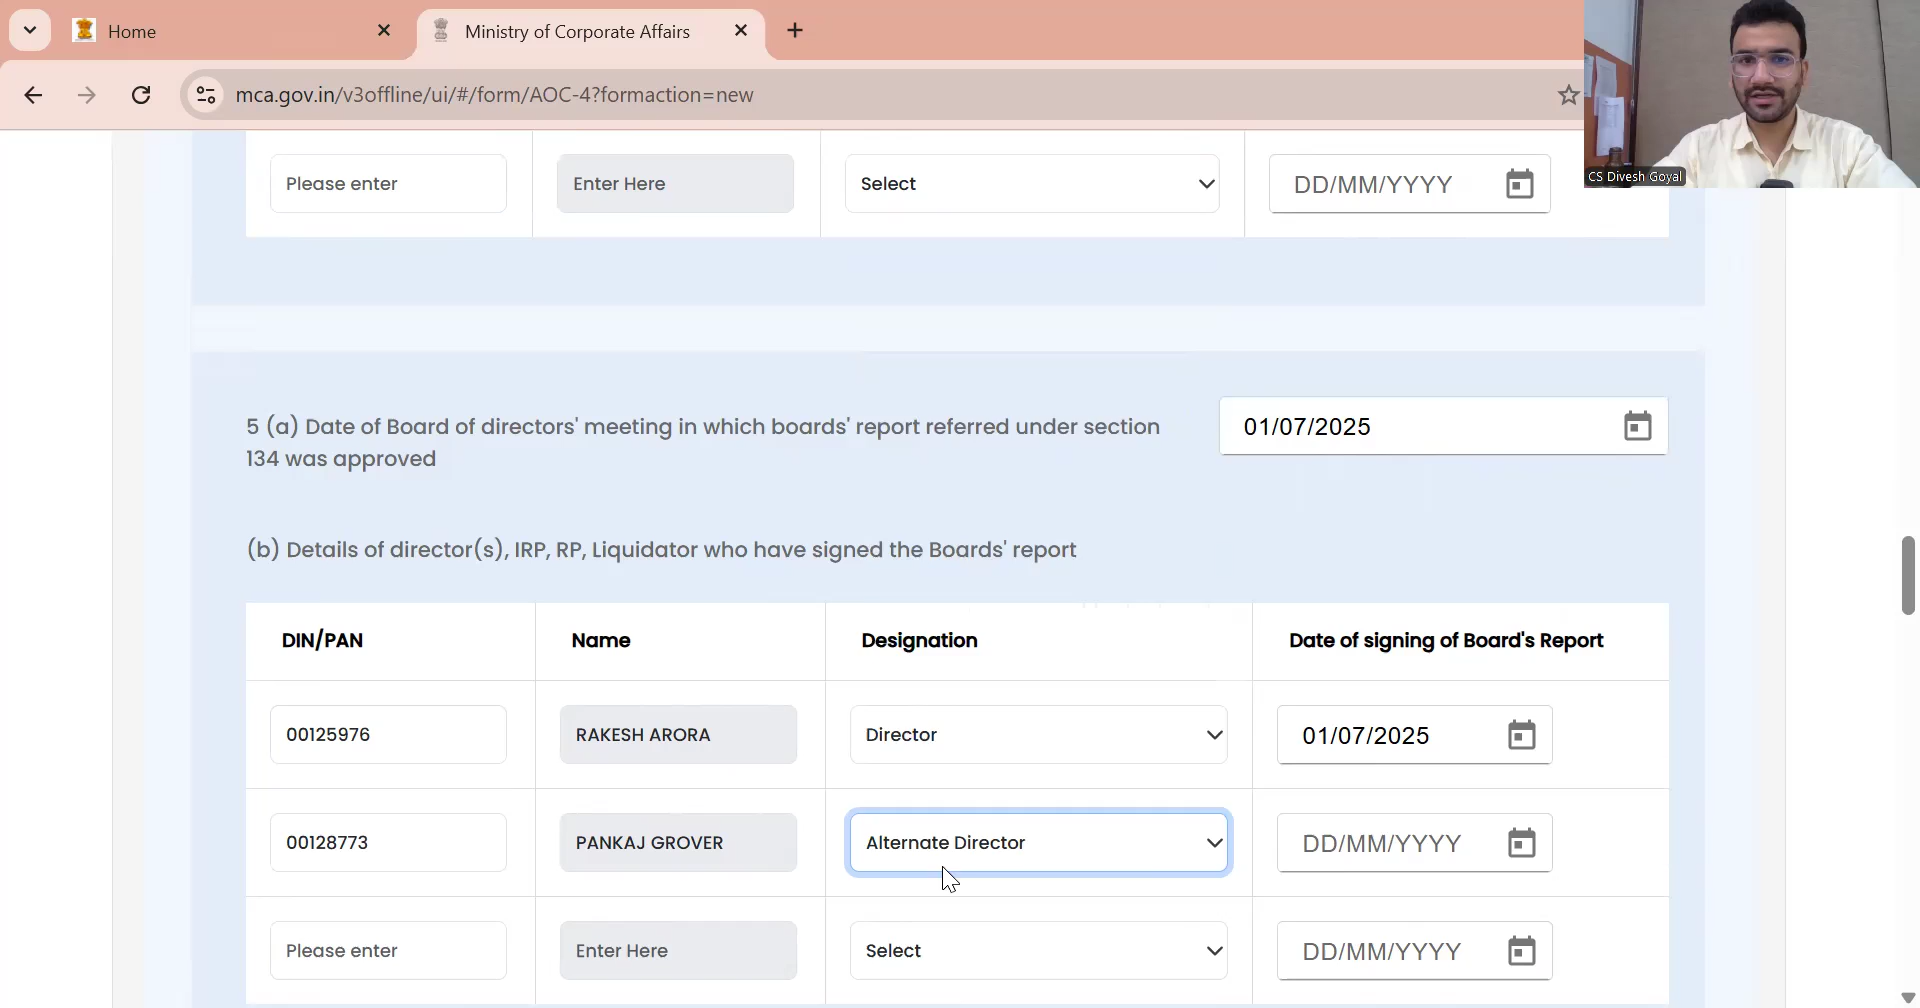 Home
Ministry of Corporate Affairs
mca.gov.in/v3offline/ui/#/form/AOC-4?formaction=new
CS Divesh Goyal
Please enter
Enter Here
Select
DD/MM/YYYY
5 (a) Date of Board of directors' meeting in which boards' report referred under section
134 was approved
01/07/2025
(b) Details of director(s), IRP, RP, Liquidator who have signed the Boards' report
DIN/PAN
Name
Designation
Date of signing of Board's Report
00125976
RAKESH ARORA
Director
01/07/2025
00128773
PANKAJ GROVER
Alternate Director
DD/MM/YYYY
Please enter
Enter Here
Select
DD/MM/YYYY